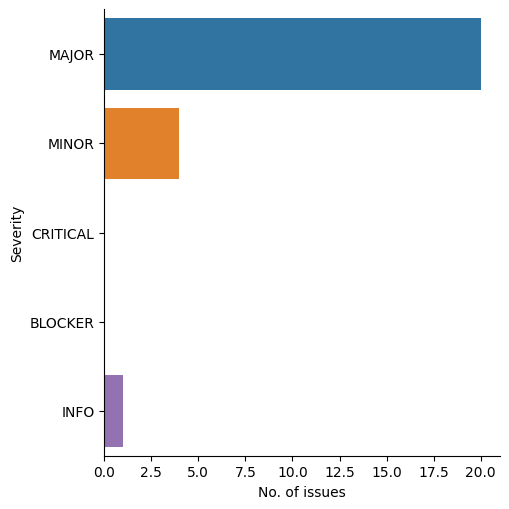 MAJOR
MINOR
CRITICAL
BLOCKER
INFO
Severity
0.0 2.5 5.0 7.5 10.0 12.5 15.0 17.5 20.0
No. of issues